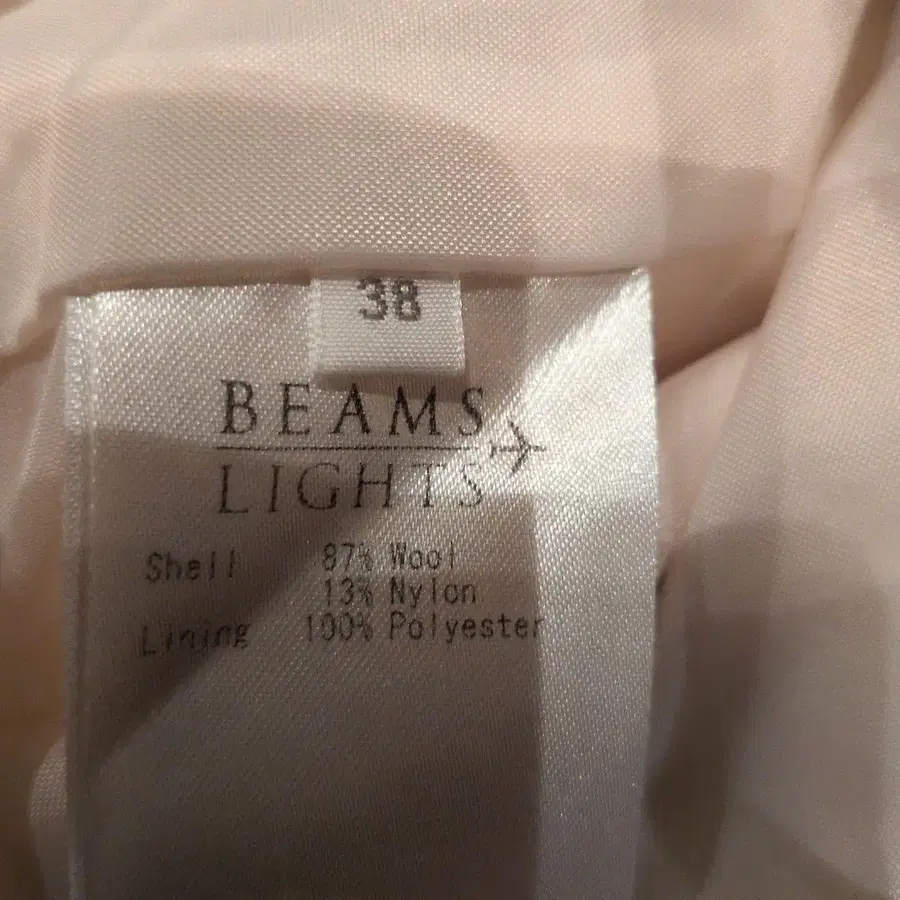 38
BEAMS
LIGHTS
Shell 87% Wool
13% Nylon
Lining 100% Polyester